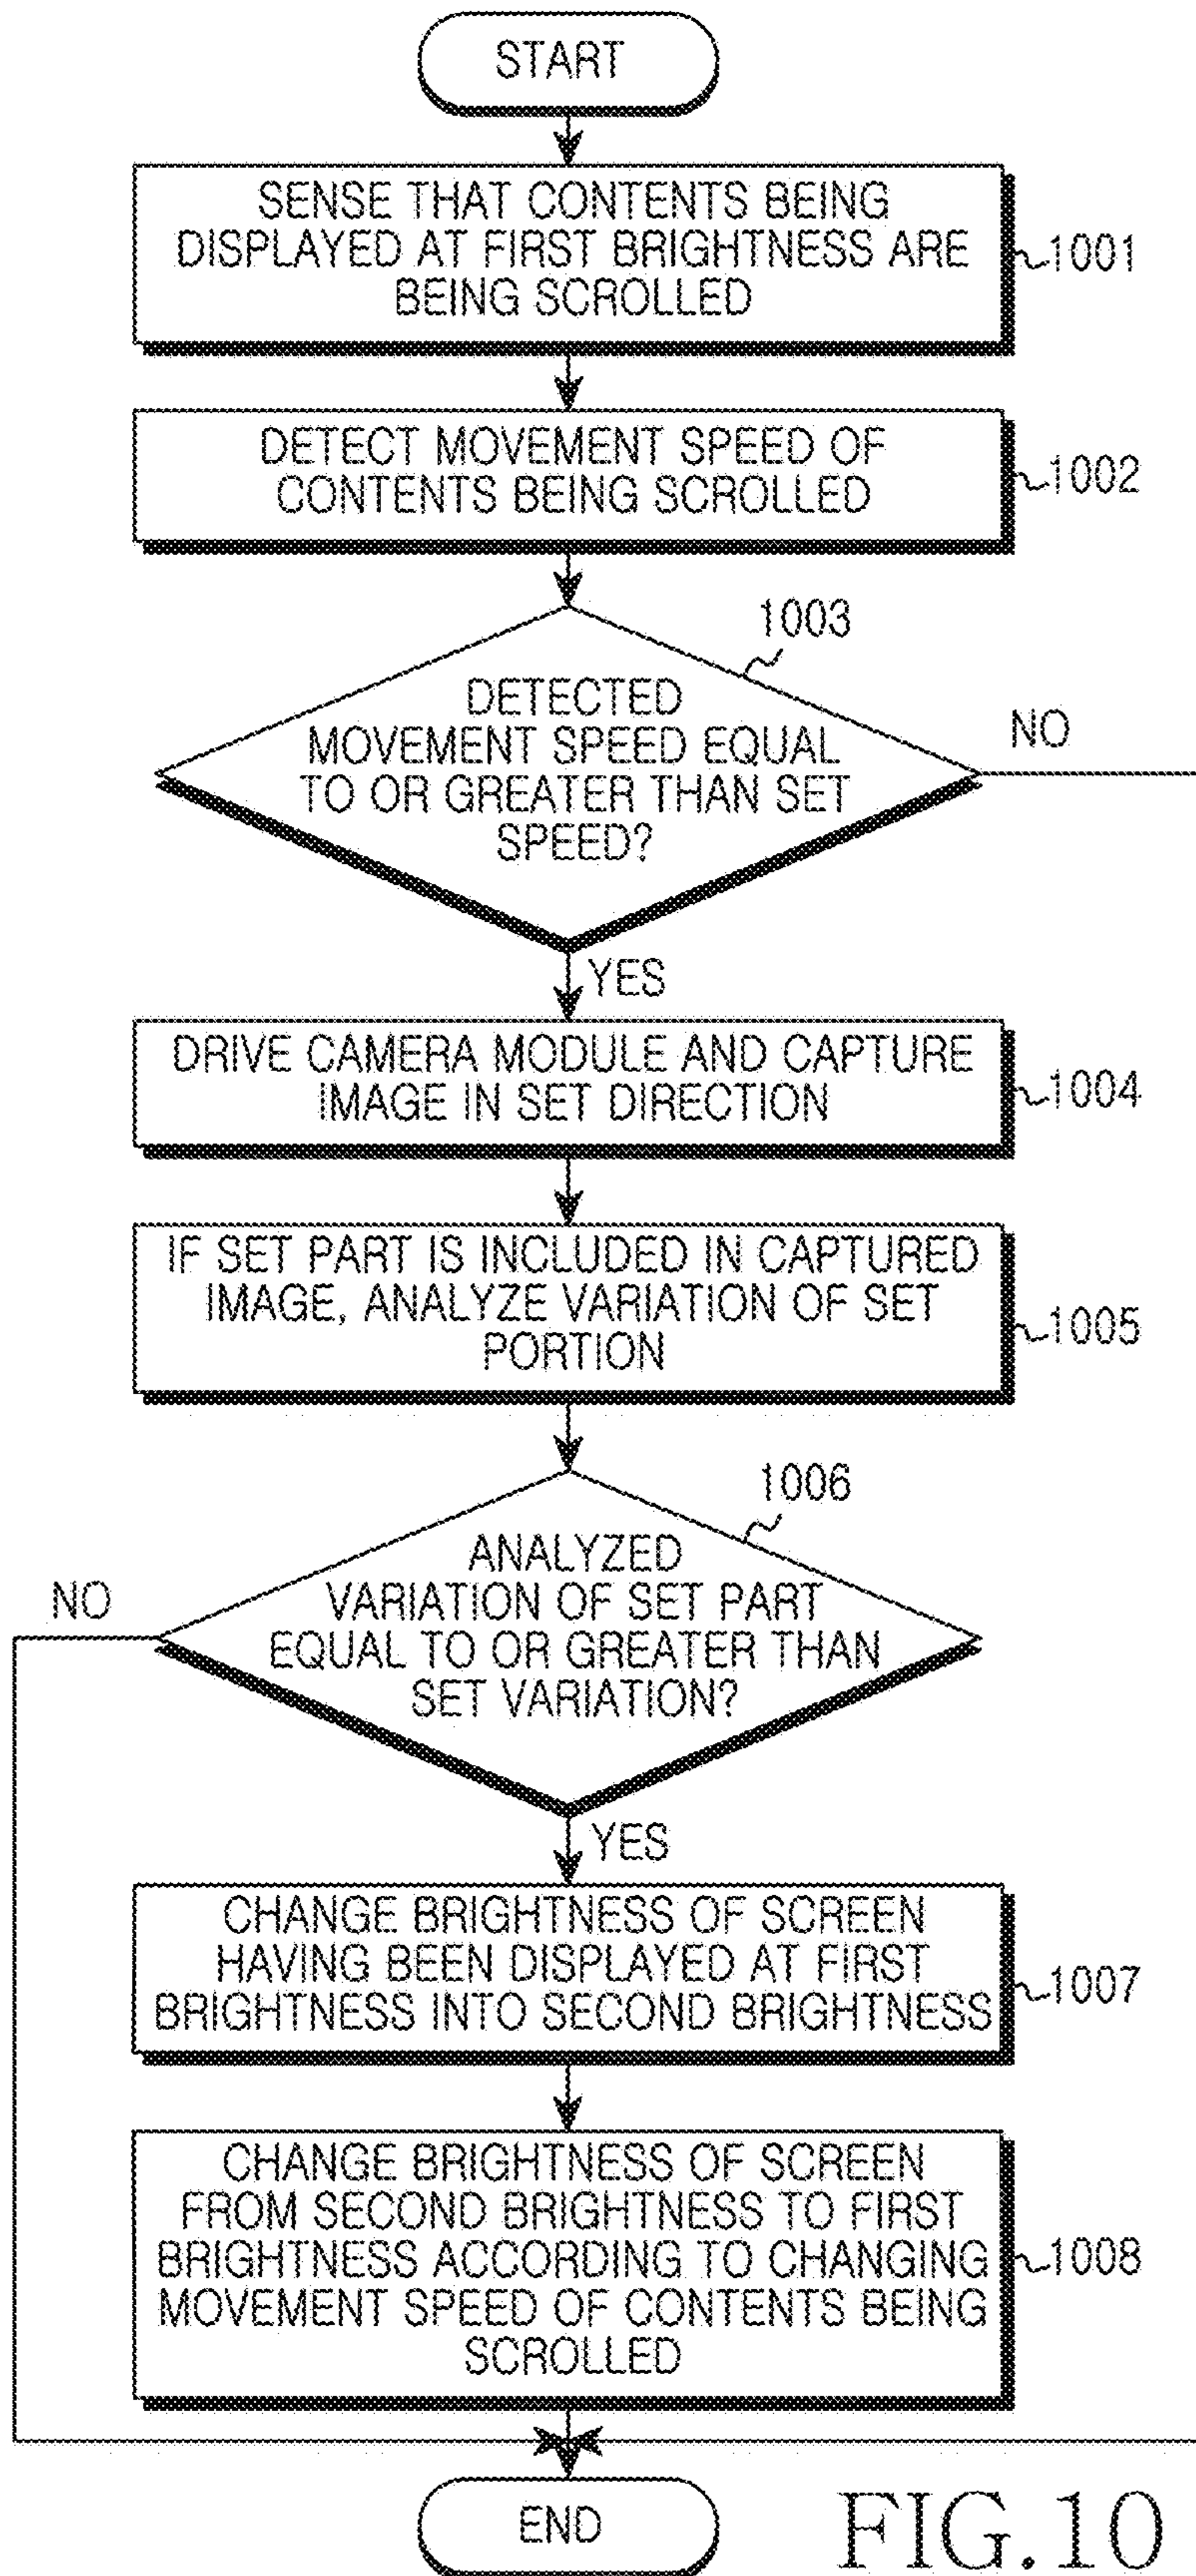 START
SENSE THAT CONTENTS BEING
DISPLAYED AT FIRST BRIGHTNESS ARE
BEING SCROLLED
1001
DETECT MOVEMENT SPEED OF
CONTENTS BEING SCROLLED
1002
1003
DETECTED
MOVEMENT SPEED EQUAL
TO OR GREATER THAN SET
SPEED?
NO
YES
DRIVE CAMERA MODULE AND CAPTURE
IMAGE IN SET DIRECTION
1004
IF SET PART IS INCLUDED IN CAPTURED
IMAGE, ANALYZE VARIATION OF SET
PORTION
1005
1006
ANALYZED
VARIATION OF SET PART
EQUAL TO OR GREATER THAN
SET VARIATION?
NO
YES
CHANGE BRIGHTNESS OF SCREEN
HAVING BEEN DISPLAYED AT FIRST
BRIGHTNESS INTO SECOND BRIGHTNESS
1007
CHANGE BRIGHTNESS OF SCREEN
FROM SECOND BRIGHTNESS TO FIRST
BRIGHTNESS ACCORDING TO CHANGING
MOVEMENT SPEED OF CONTENTS BEING
SCROLLED
1008
END
FIG.10